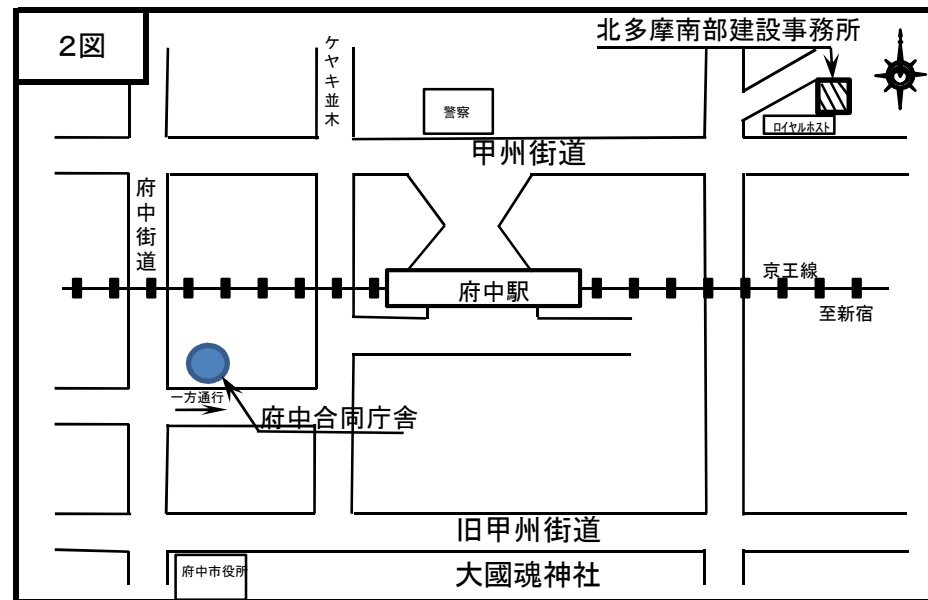 2図
ケヤキ並木
北多摩南部建設事務所
警察
ロイヤルホスト
甲州街道
府中街道
京王線
府中駅
至新宿
一方通行
府中合同庁舎
旧甲州街道
府中市役所
大國魂神社